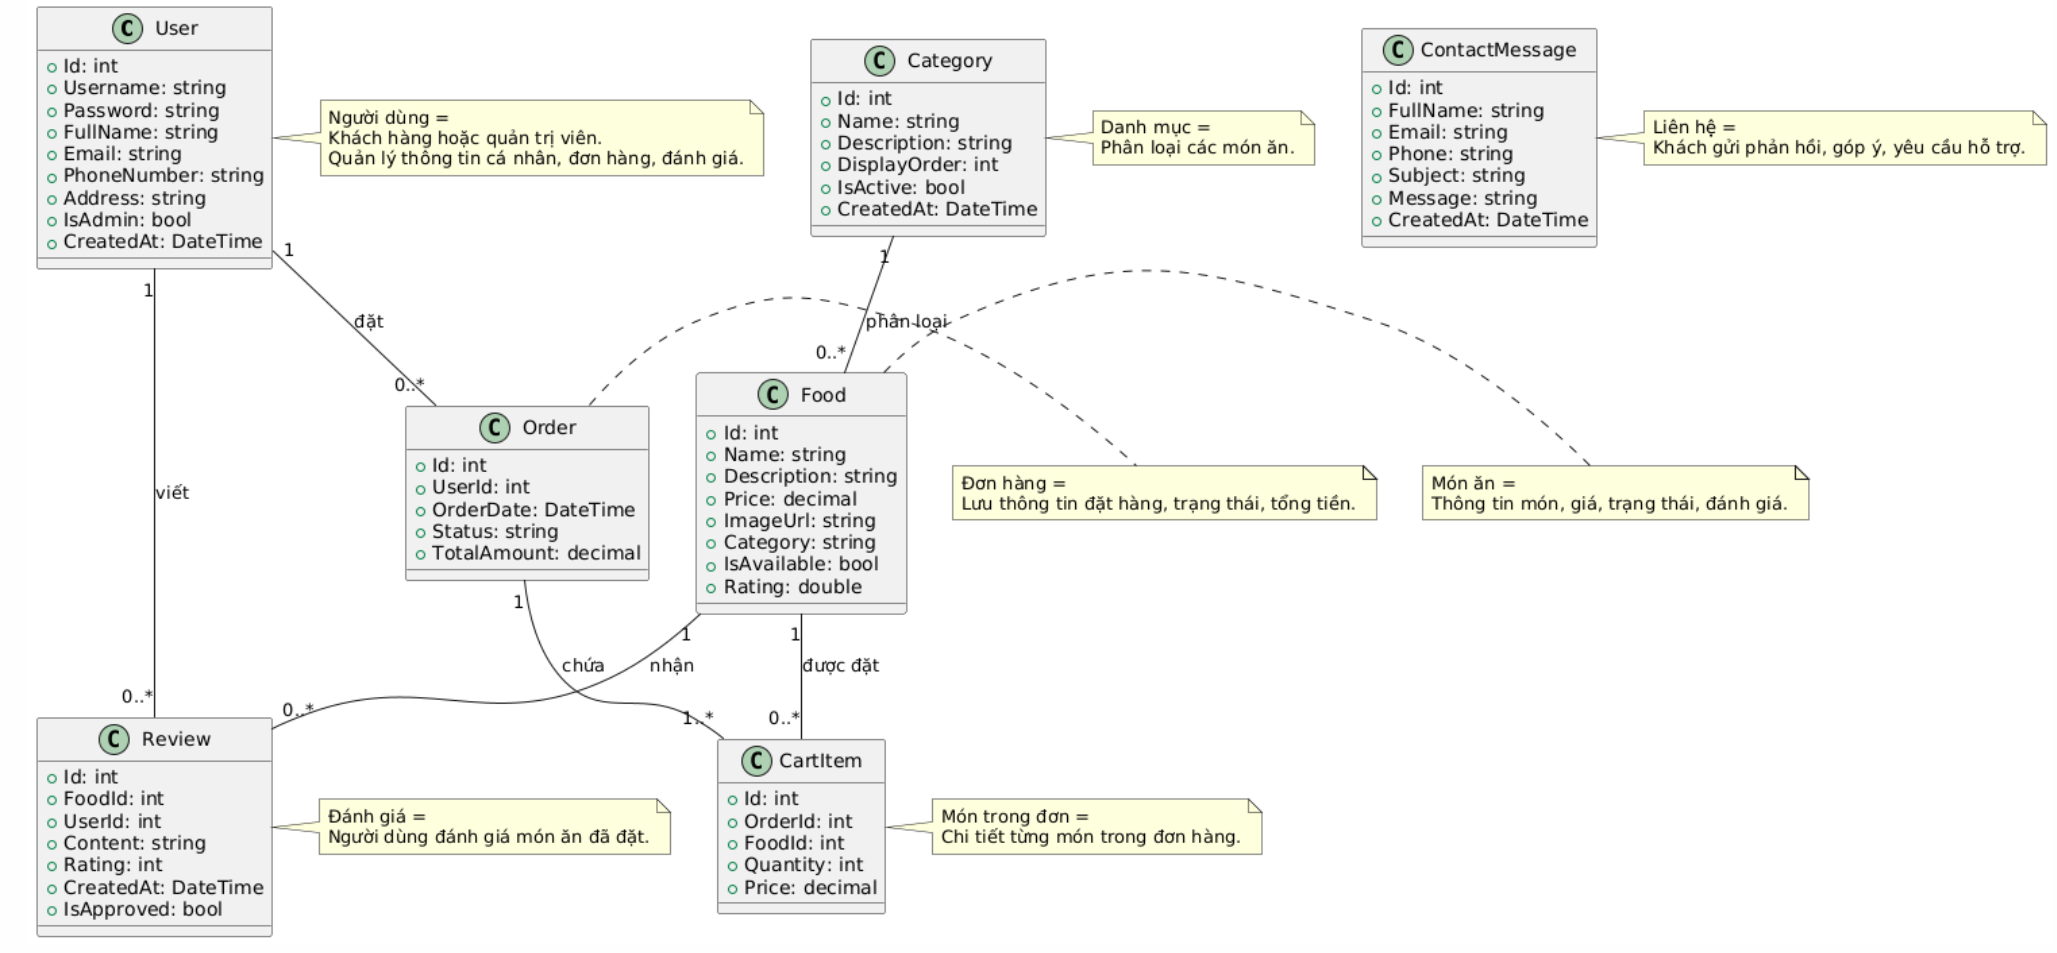 C User
Id: int
Username: string
Password: string
FullName: string
Email: string
PhoneNumber: string
Address: string
IsAdmin: bool
CreatedAt: DateTime
Người dùng =
Khách hàng hoặc quản trị viên.
Quản lý thông tin cá nhân, đơn hàng, đánh giá.
C Category
Id: int
Name: string
Description: string
DisplayOrder: int
IsActive: bool
CreatedAt: DateTime
Danh mục =
Phân loại các món ăn.
C ContactMessage
Id: int
FullName: string
Email: string
Phone: string
Subject: string
Message: string
CreatedAt: DateTime
Liên hệ =
Khách gửi phản hồi, góp ý, yêu cầu hỗ trợ.
1
đặt
0..*
1
phân loại
0..*
1
viết
0..*
C Order
Id: int
UserId: int
OrderDate: DateTime
Status: string
TotalAmount: decimal
C Food
Id: int
Name: string
Description: string
Price: decimal
ImageUrl: string
Category: string
IsAvailable: bool
Rating: double
Đơn hàng =
Lưu thông tin đặt hàng, trạng thái, tổng tiền.
Món ăn =
Thông tin món, giá, trạng thái, đánh giá.
1
chứa
1..*
1
nhận
0..*
1
được đặt
0..*
C Review
Id: int
FoodId: int
UserId: int
Content: string
Rating: int
CreatedAt: DateTime
IsApproved: bool
Đánh giá =
Người dùng đánh giá món ăn đã đặt.
C CartItem
Id: int
OrderId: int
FoodId: int
Quantity: int
Price: decimal
Món trong đơn =
Chi tiết từng món trong đơn hàng.